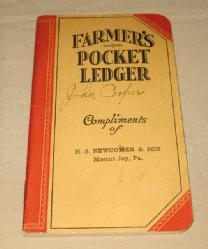 FARMER'S
POCKET
LEDGER
John Cooper
Compliments
of
H. S. NEWCOMER & SON
Mount Joy, Pa.